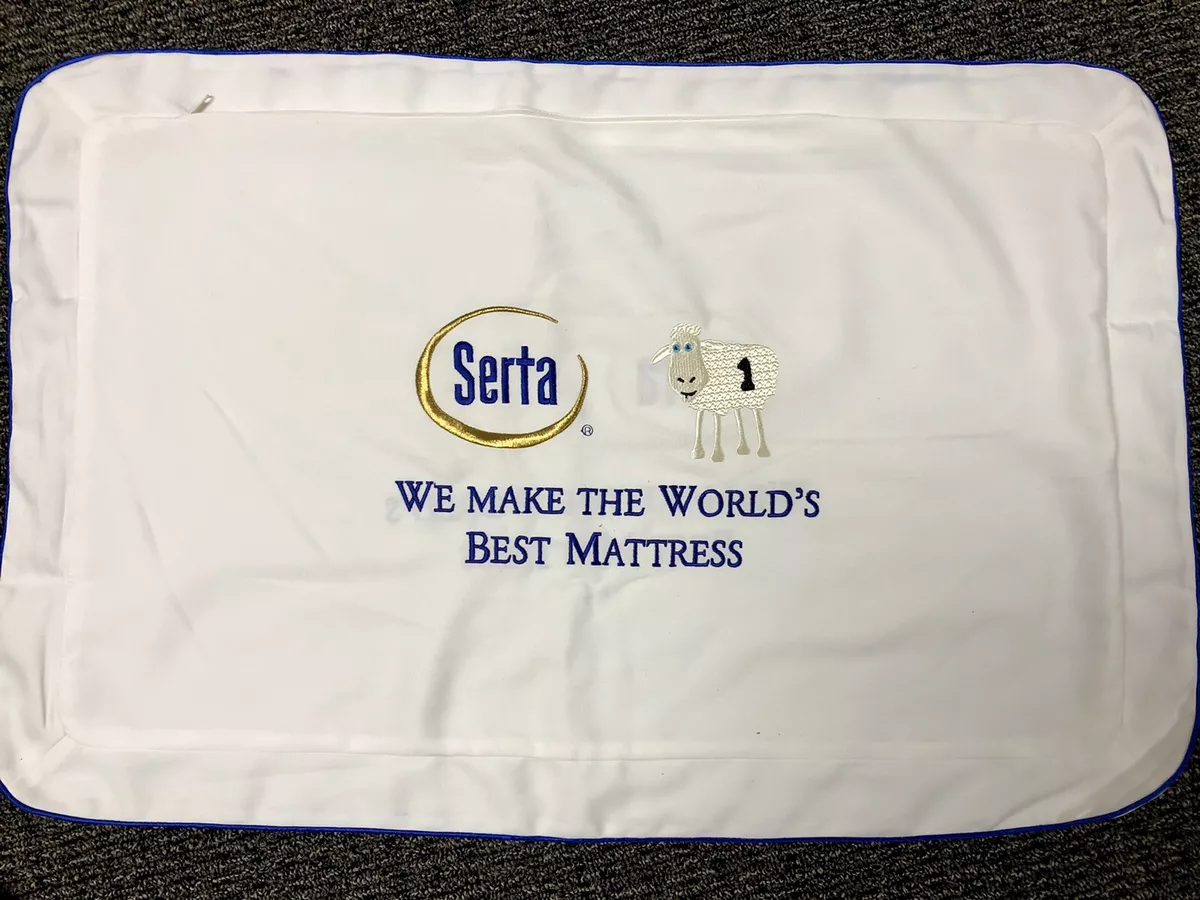 Serta ®
1
WE MAKE THE WORLD'S
BEST MATTRESS